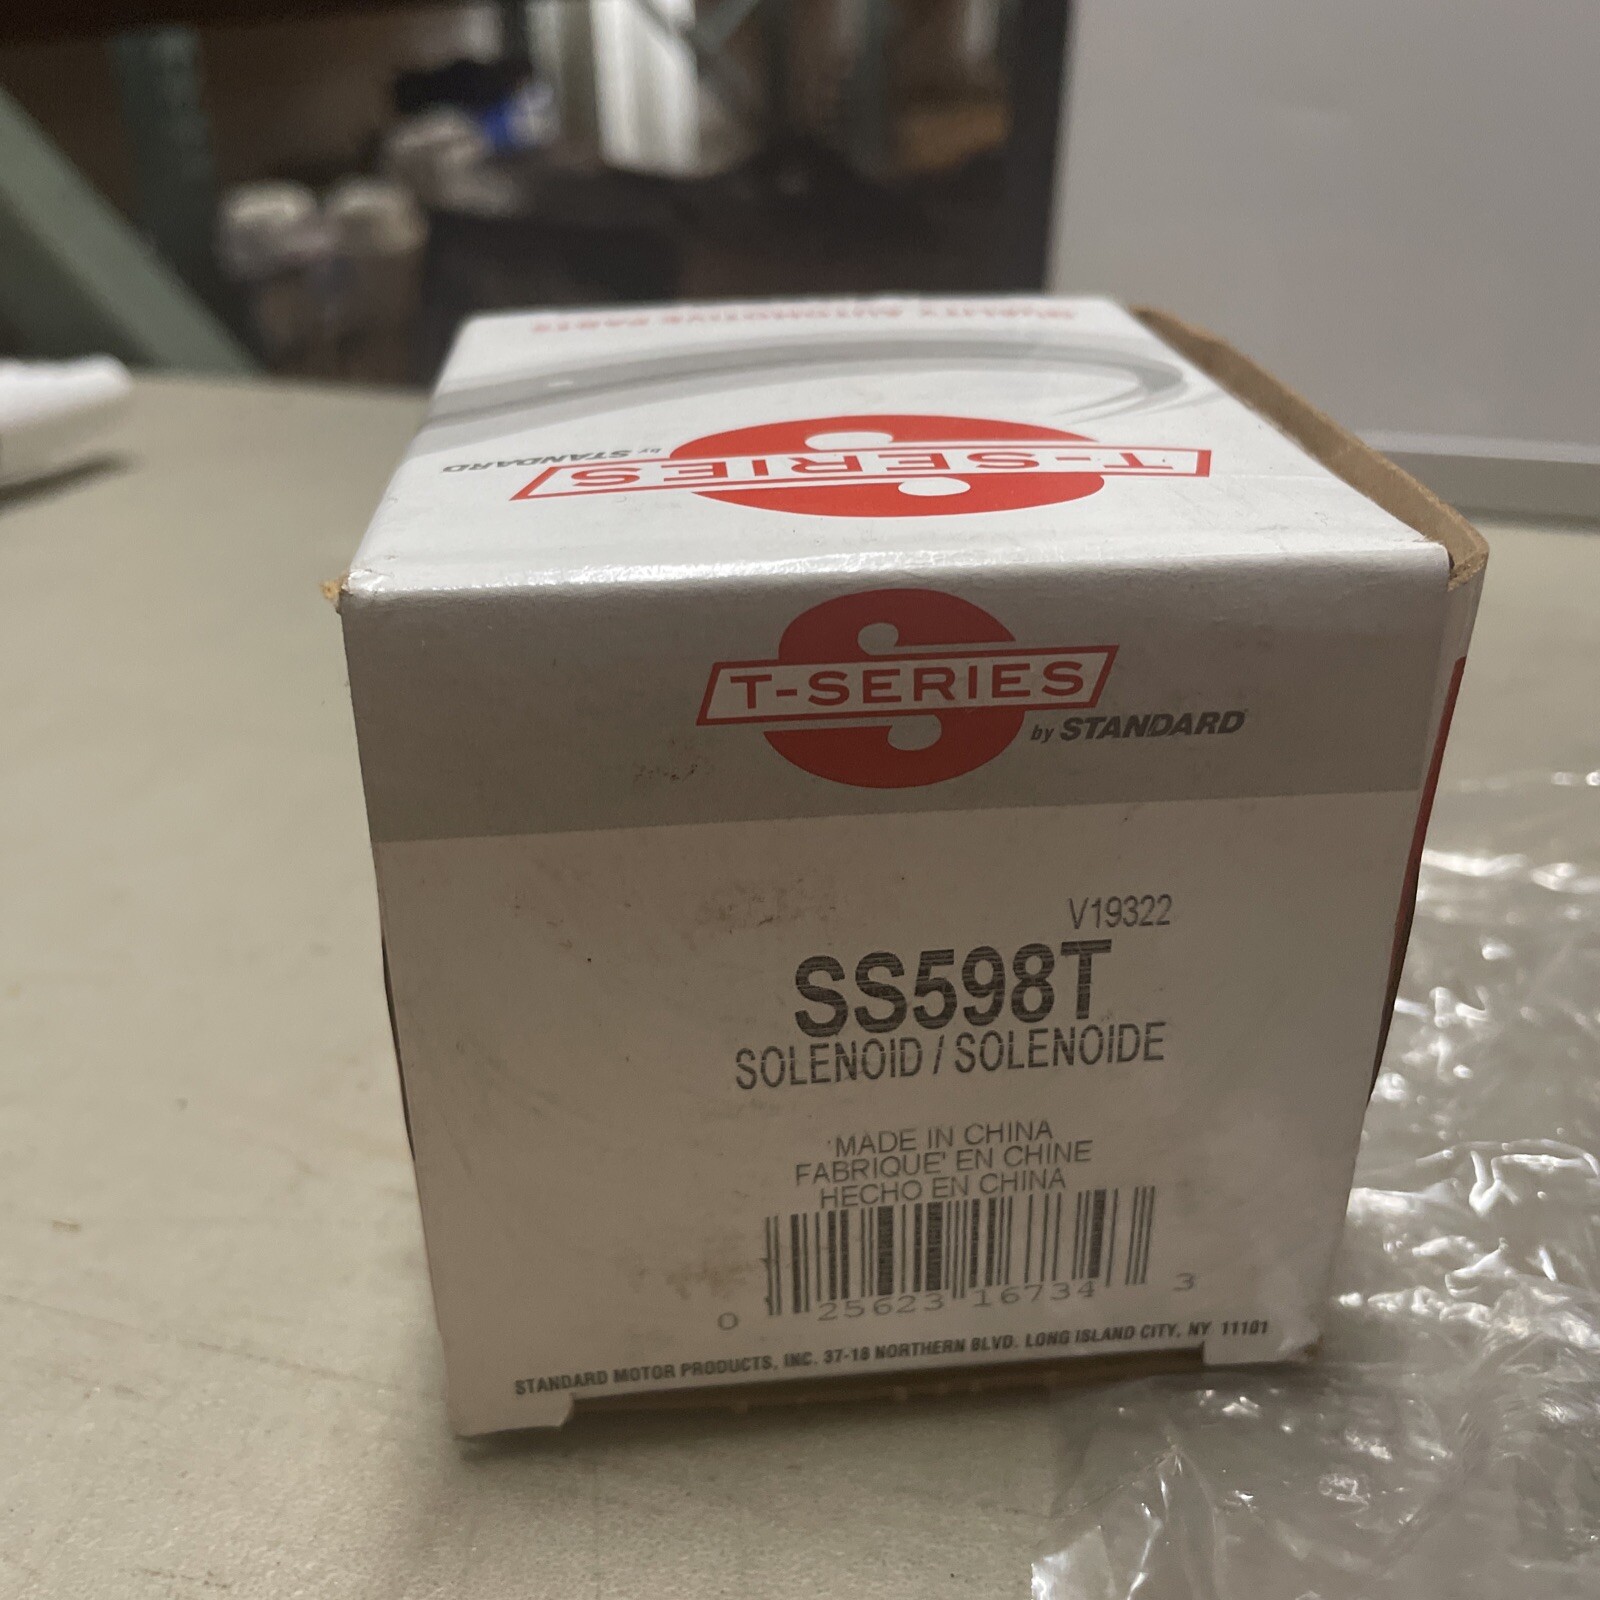 QUALITY AUTOMOTIVE PARTS
T-SERIES
by STANDARD
T-SERIES
by STANDARD®
V19322
SS598T
SOLENOID / SOLENOIDE
MADE IN CHINA
FABRIQUE' EN CHINE
HECHO EN CHINA
0 25623 16734 3
STANDARD MOTOR PRODUCTS, INC. 37-18 NORTHERN BLVD. LONG ISLAND CITY, NY 11101